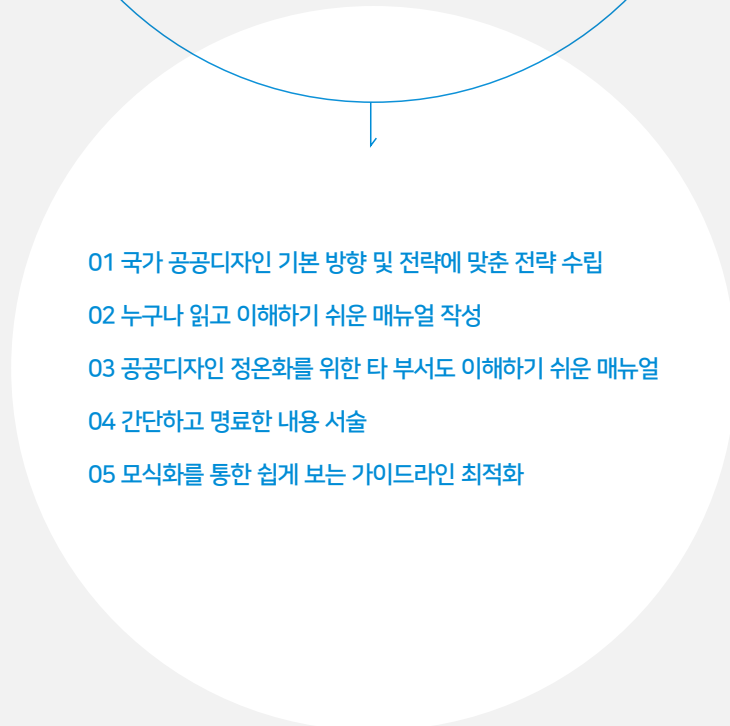 01 국가 공공디자인 기본 방향 및 전략에 맞춘 전략 수립
02 누구나 읽고 이해하기 쉬운 매뉴얼 작성
03 공공디자인 정온화를 위한 타 부서도 이해하기 쉬운 매뉴얼
04 간단하고 명료한 내용 서술
05 모식화를 통한 쉽게 보는 가이드라인 최적화